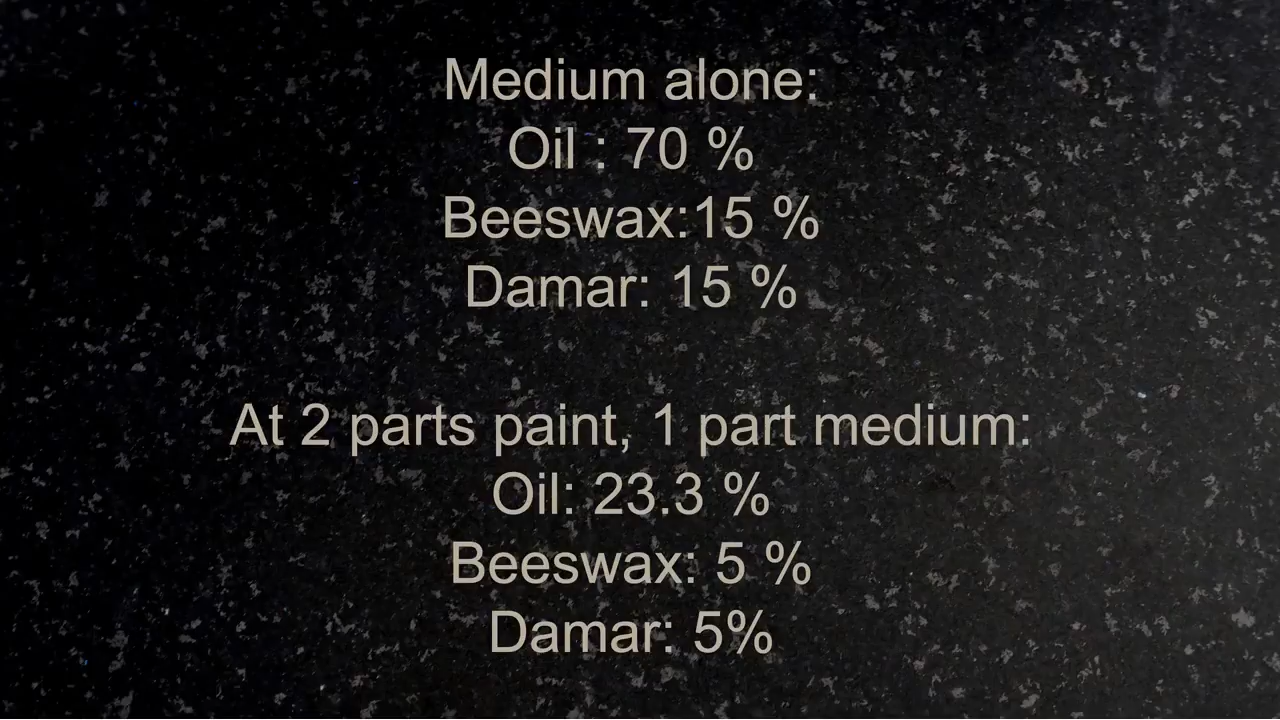 Medium alone:
Oil : 70 %
Beeswax:15 %
Damar: 15 %
At 2 parts paint, 1 part medium:
Oil: 23.3 %
Beeswax: 5 %
Damar: 5%